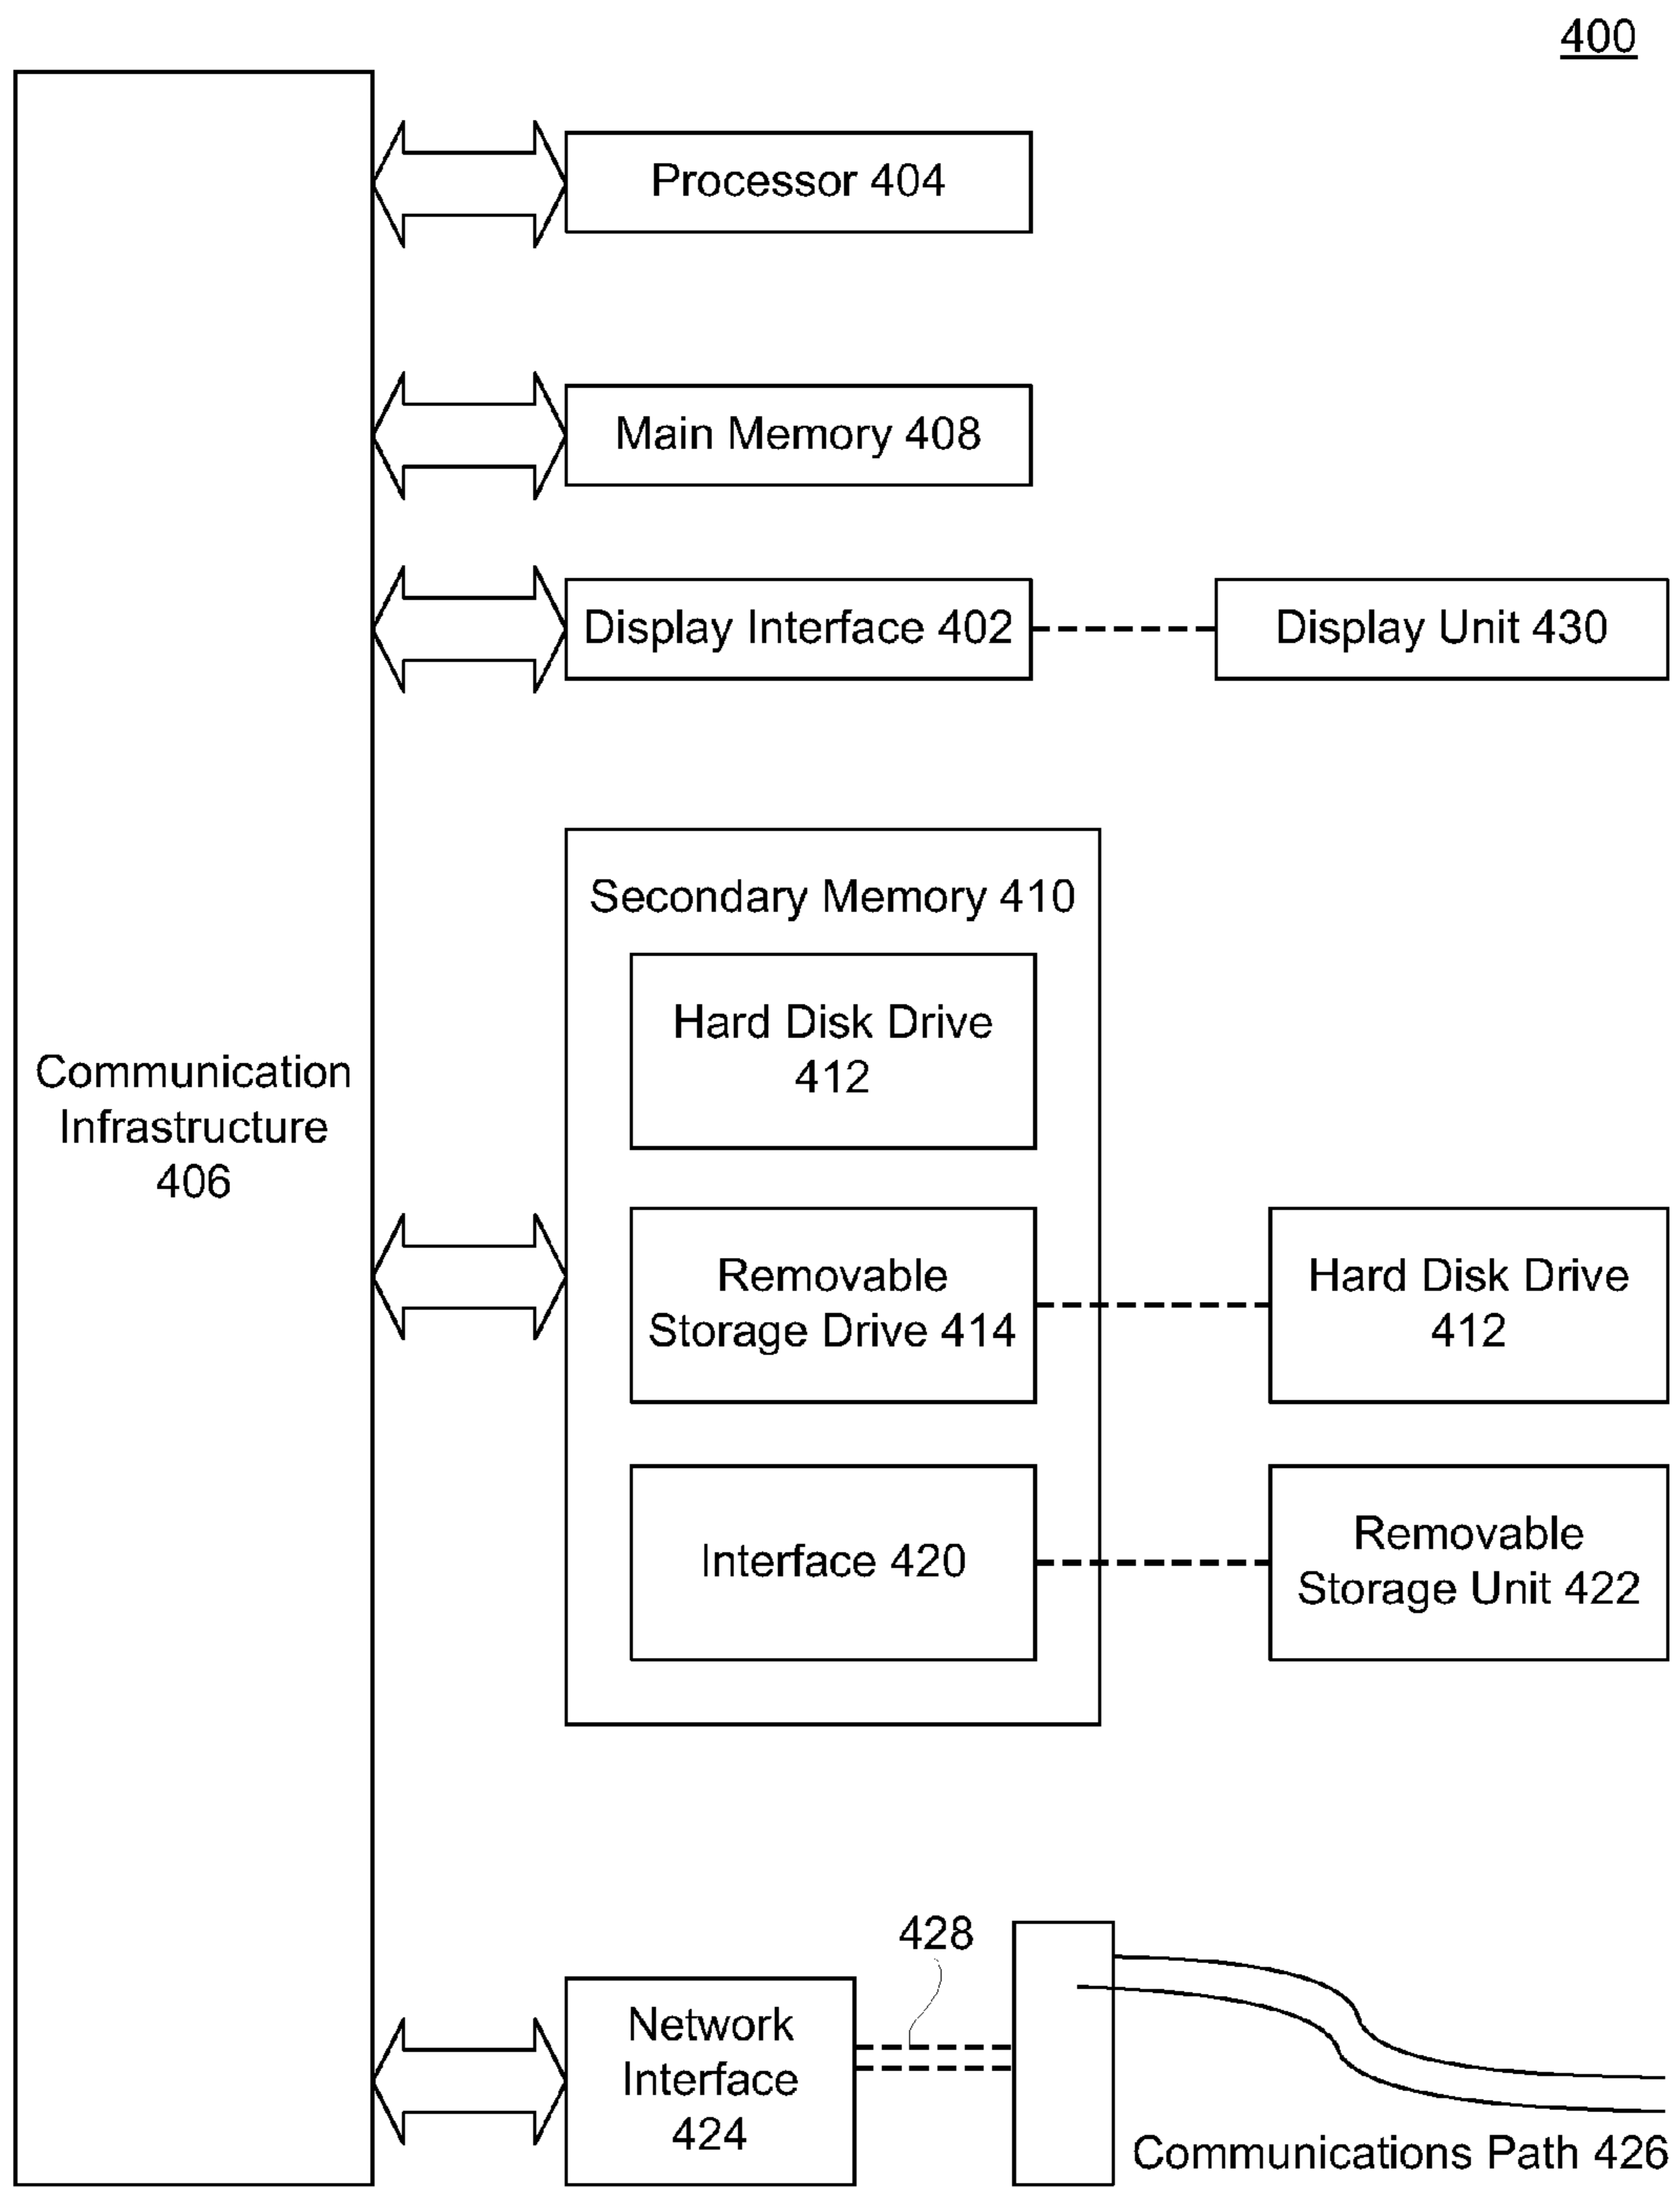 400
Processor 404
Main Memory 408
Display Interface 402
Display Unit 430
Secondary Memory 410
Hard Disk Drive
412
Communication
Infrastructure
406
Removable
Storage Drive 414
Hard Disk Drive
412
Interface 420
Removable
Storage Unit 422
428
Network
Interface
424
Communications Path 426